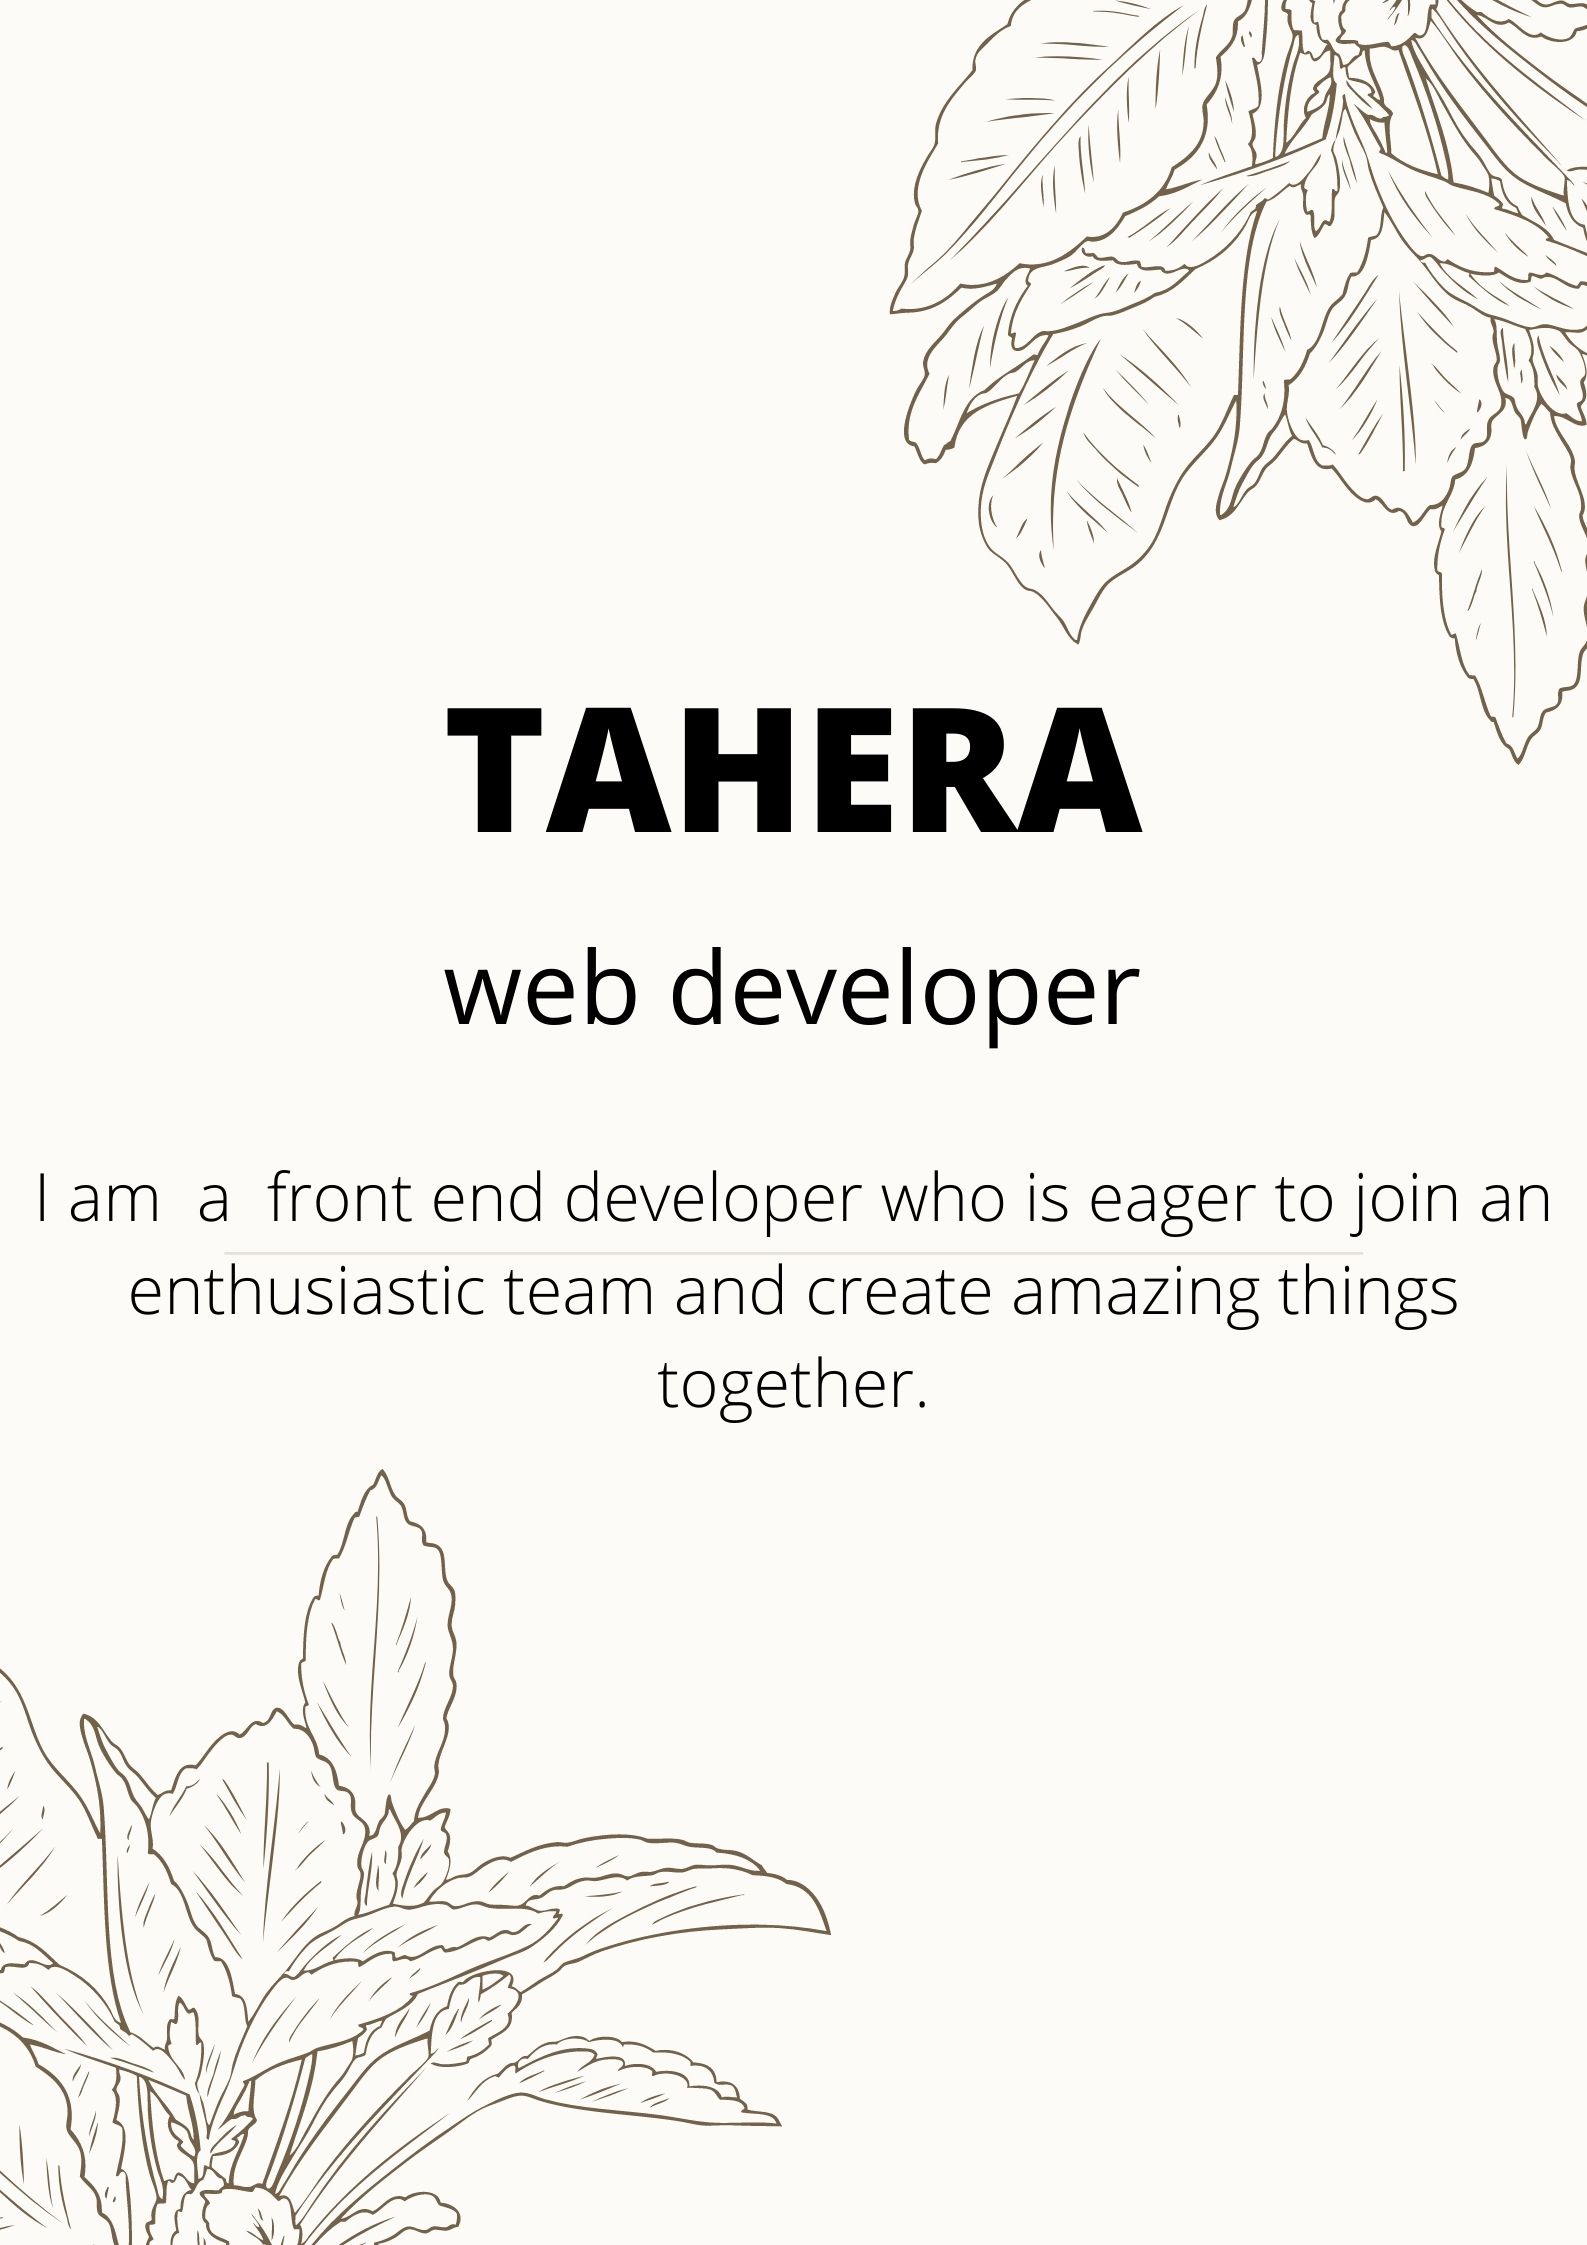 TAHERA
web developer
I am  a  front end developer who is eager to join an
enthusiastic team and create amazing things
together.